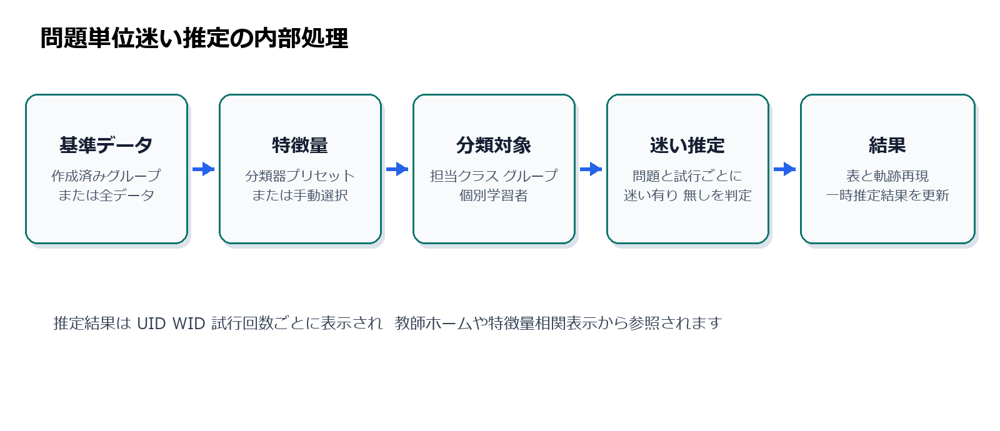 問題単位迷い推定の内部処理
基準データ
作成済みグループ
または全データ
特徴量
分類器プリセット
または手動選択
分類対象
担当クラス グループ
個別学習者
迷い推定
問題と試行ごとに
迷い有り 無しを判定
結果
表と軌跡再現
一時推定結果を更新
推定結果は UID WID 試行回数ごとに表示され  教師ホームや特徴量相関表示から参照されます